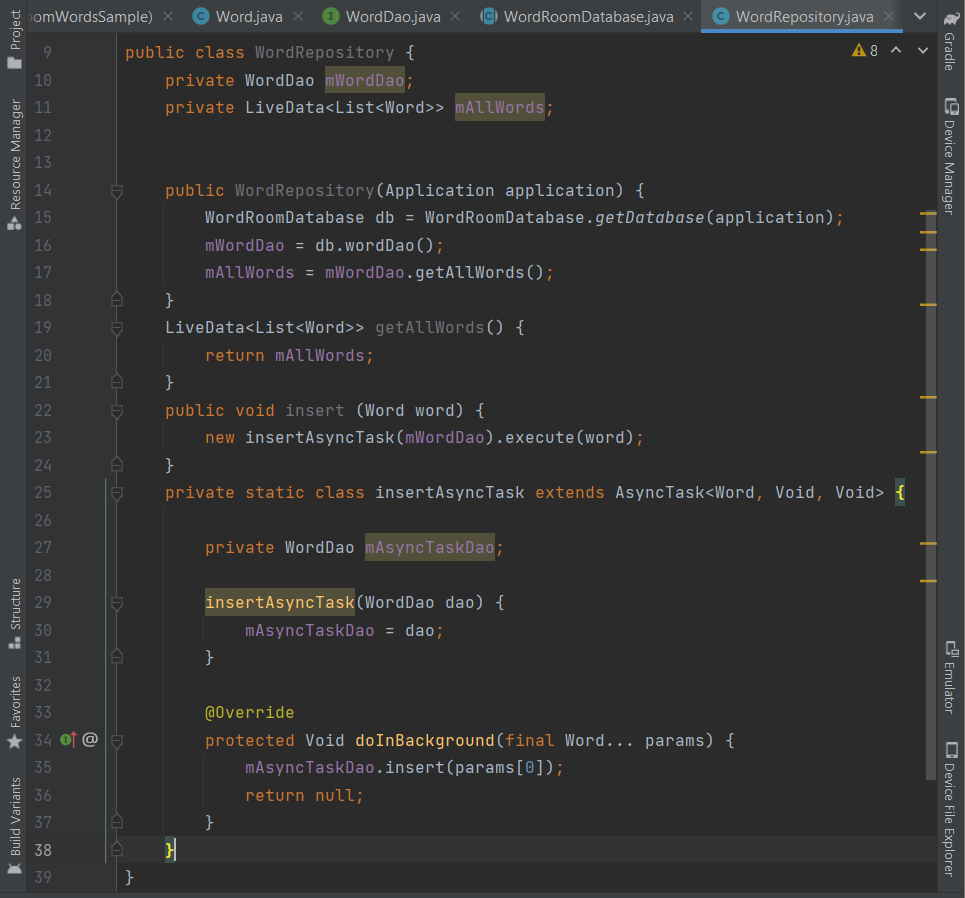 oomWordsSample)
Word.java
WordDao.java
WordRoomDatabase.java
WordRepository.java
Project
Resource Manager
Structure
Favorites
Build Variants
8
9 public class WordRepository {
10 private WordDao mWordDao;
11 private LiveData<List<Word>> mAllWords;
12
13
14 public WordRepository(Application application) {
15 WordRoomDatabase db = WordRoomDatabase.getDatabase(application);
16 mWordDao = db.wordDao();
17 mAllWords = mWordDao.getAllWords();
18 }
19 LiveData<List<Word>> getAllWords() {
20 return mAllWords;
21 }
22 public void insert (Word word) {
23 new insertAsyncTask(mWordDao).execute(word);
24 }
25 private static class insertAsyncTask extends AsyncTask<Word, Void, Void> {
26
27 private WordDao mAsyncTaskDao;
28
29 insertAsyncTask(WordDao dao) {
30 mAsyncTaskDao = dao;
31 }
32
33 @Override
34 protected Void doInBackground(final Word... params) {
35 mAsyncTaskDao.insert(params[0]);
36 return null;
37 }
38 }
39 }
Gradle
Device Manager
Emulator
Device File Explorer